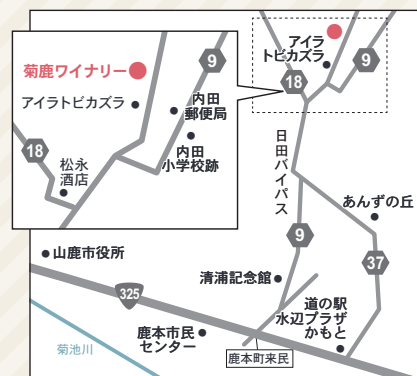 菊鹿ワイナリー
アイラトビカズラ
9
内田
郵便局
内田
小学校跡
18
松永
酒店
アイラ
トビカズラ
9
18
日田バイパス
あんずの丘
9
37
山鹿市役所
清浦記念館
325
道の駅
水辺プラザ
かもと
鹿本市民
センター
鹿本町来民
菊池川